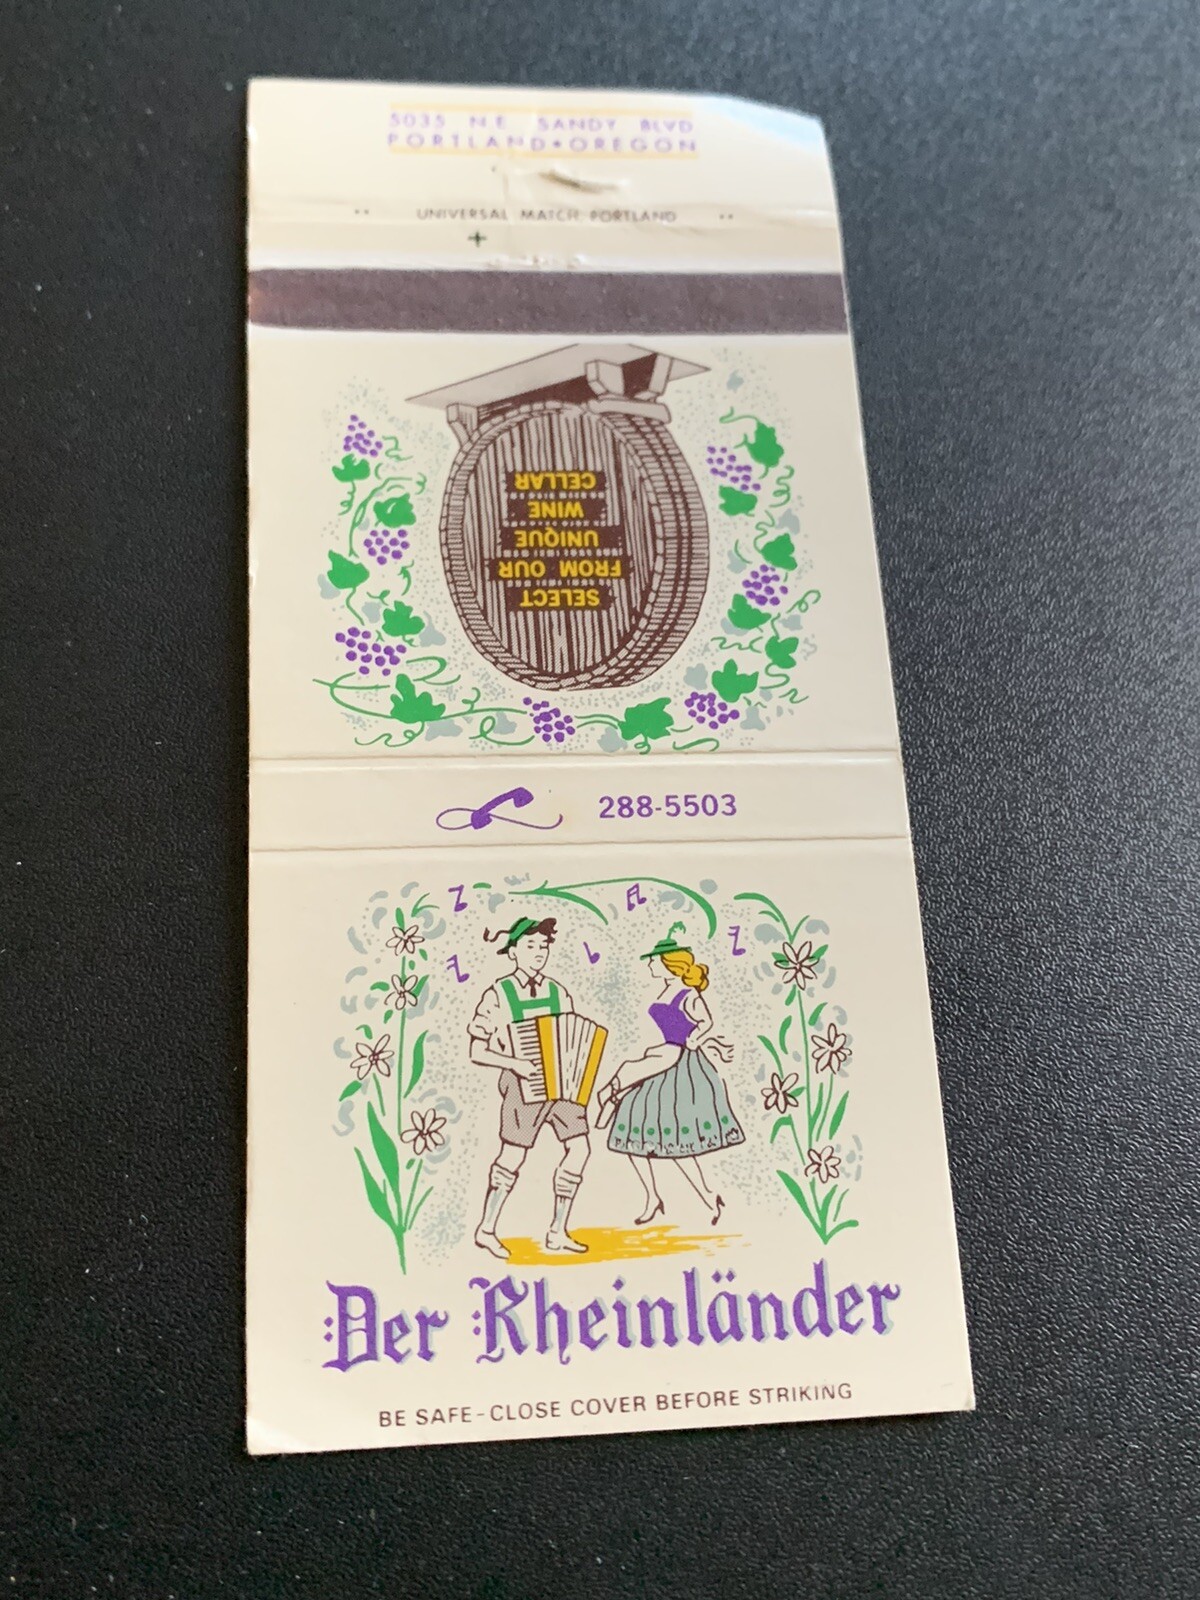 5035 N.E. SANDY BLVD
PORTLAND•OREGON
UNIVERSAL MATCH PORTLAND
SELECT
FROM OUR
UNIQUE
WINE
CELLAR
288-5503
Der Rheinländer
BE SAFE-CLOSE COVER BEFORE STRIKING